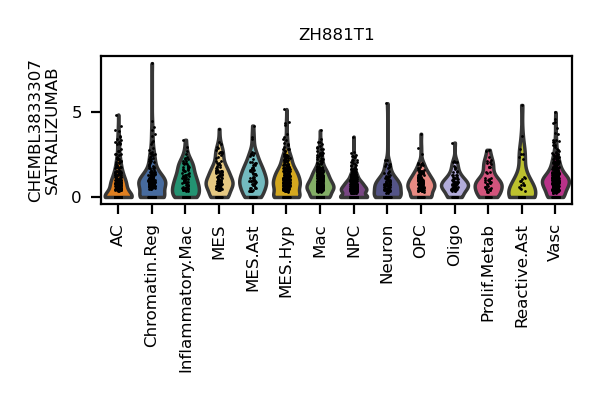 ZH881T1
CHEMBL3833307
SATRALIZUMAB
5
0
AC
Chromatin.Reg
Inflammatory.Mac
MES
MES.Ast
MES.Hyp
Mac
NPC
Neuron
OPC
Oligo
Prolif.Metab
Reactive.Ast
Vasc